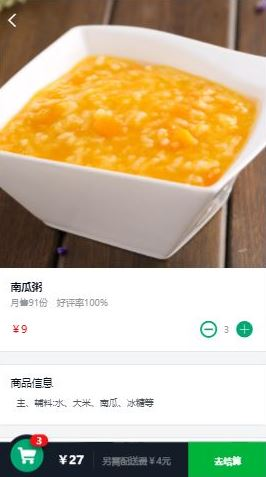 南瓜粥
月售91份 好评率100%
￥9
3
商品信息
主、辅料:水、大米、南瓜、冰糖等
3
￥27
另需配送费￥4元
去结算